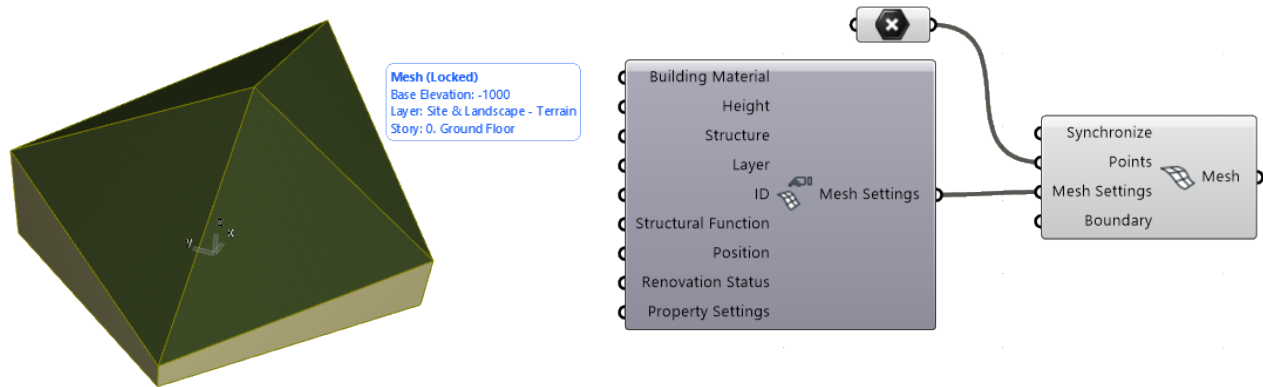 Mesh (Locked)
Base Elevation: -1000
Layer: Site & Landscape - Terrain
Story: 0. Ground Floor
z
x
y
Building Material
Height
Structure
Layer
ID
Structural Function
Position
Renovation Status
Property Settings
Mesh Settings
Synchronize
Points
Mesh Settings
Boundary
Mesh